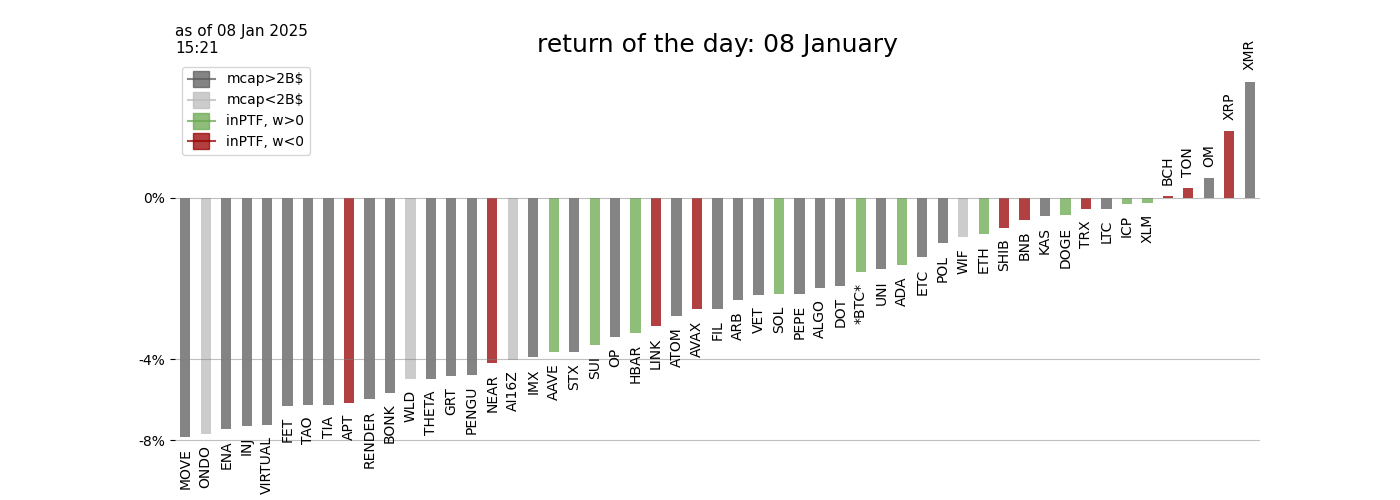 as of 08 Jan 2025
15:21
return of the day: 08 January
mcap>2B$
mcap<2B$
inPTF, w>0
inPTF, w<0
0%
-4%
-8%
MOVE
ONDO
ENA
INJ
VIRTUAL
FET
TAO
TIA
APT
RENDER
BONK
WLD
THETA
GRT
PENGU
NEAR
AI16Z
IMX
AAVE
STX
SUI
OP
HBAR
LINK
ATOM
AVAX
FIL
ARB
VET
SOL
PEPE
ALGO
DOT
*BTC*
UNI
ADA
ETC
POL
WIF
ETH
SHIB
BNB
KAS
DOGE
TRX
LTC
ICP
XLM
BCH
TON
OM
XRP
XMR